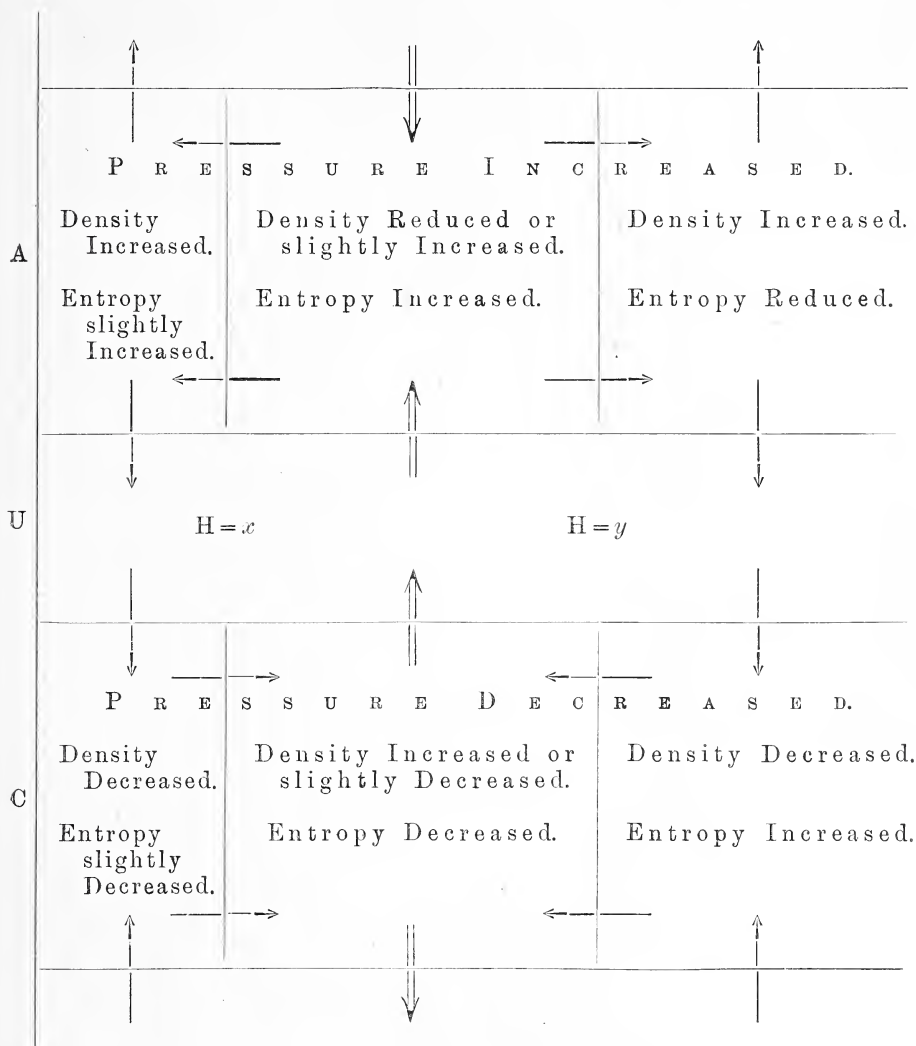 PRESSURE INCREASED.
Density Increased.
Density Reduced or slightly Increased.
Density Increased.
A
Entropy slightly Increased.
Entropy Increased.
Entropy Reduced.
U
H = x
H = y
PRESSURE DECREASED.
Density Decreased.
Density Increased or slightly Decreased.
Density Decreased.
C
Entropy slightly Decreased.
Entropy Decreased.
Entropy Increased.